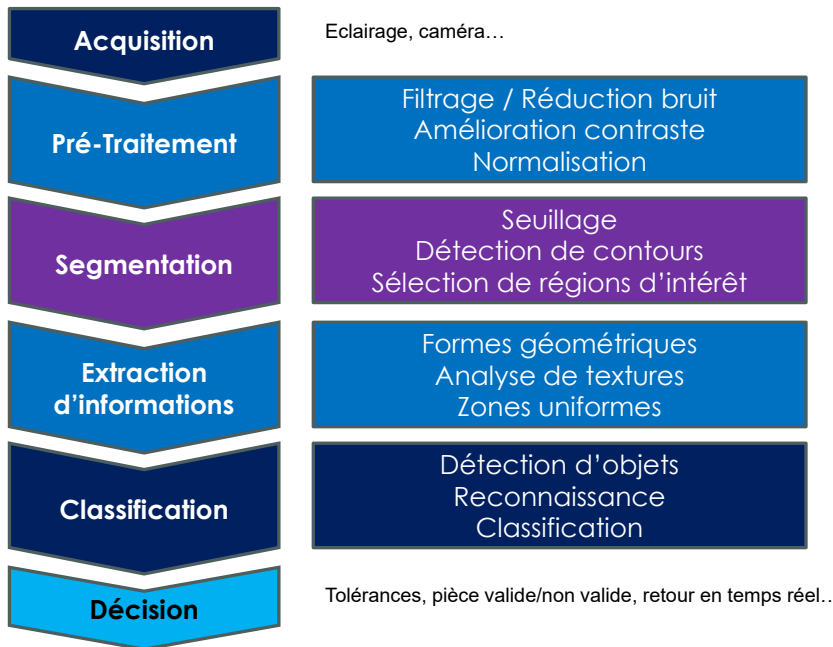 Acquisition
Eclairage, caméra…
Pré-Traitement
Filtrage / Réduction bruit
Amélioration contraste
Normalisation
Segmentation
Seuillage
Détection de contours
Sélection de régions d’intérêt
Extraction
d’informations
Formes géométriques
Analyse de textures
Zones uniformes
Classification
Détection d’objets
Reconnaissance
Classification
Décision
Tolérances, pièce valide/non valide, retour en temps réel..